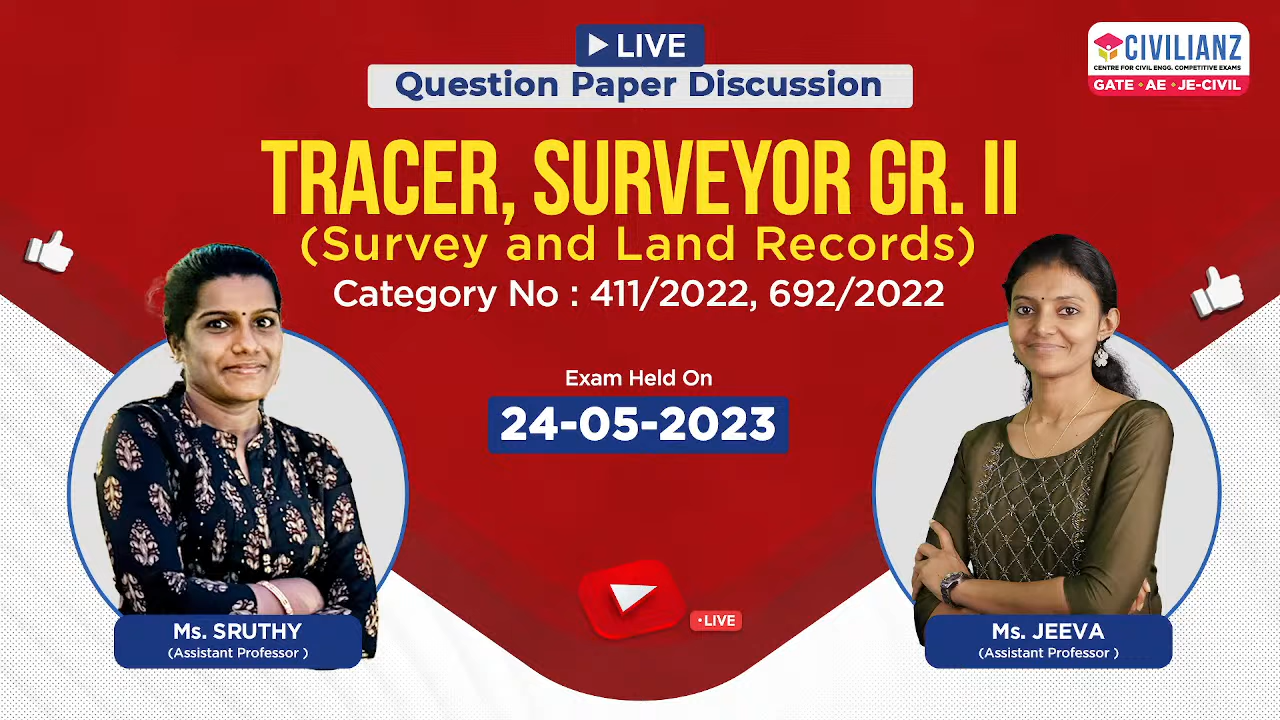 LIVE
Question Paper Discussion
CIVILIANZ
CENTRE FOR CIVIL ENGG. COMPETITIVE EXAMS
GATE • AE • JE-CIVIL
TRACER, SURVEYOR GR. II
(Survey and Land Records)
Category No : 411/2022, 692/2022
Exam Held On
24-05-2023
• LIVE
Ms. SRUTHY
(Assistant Professor )
Ms. JEEVA
(Assistant Professor )